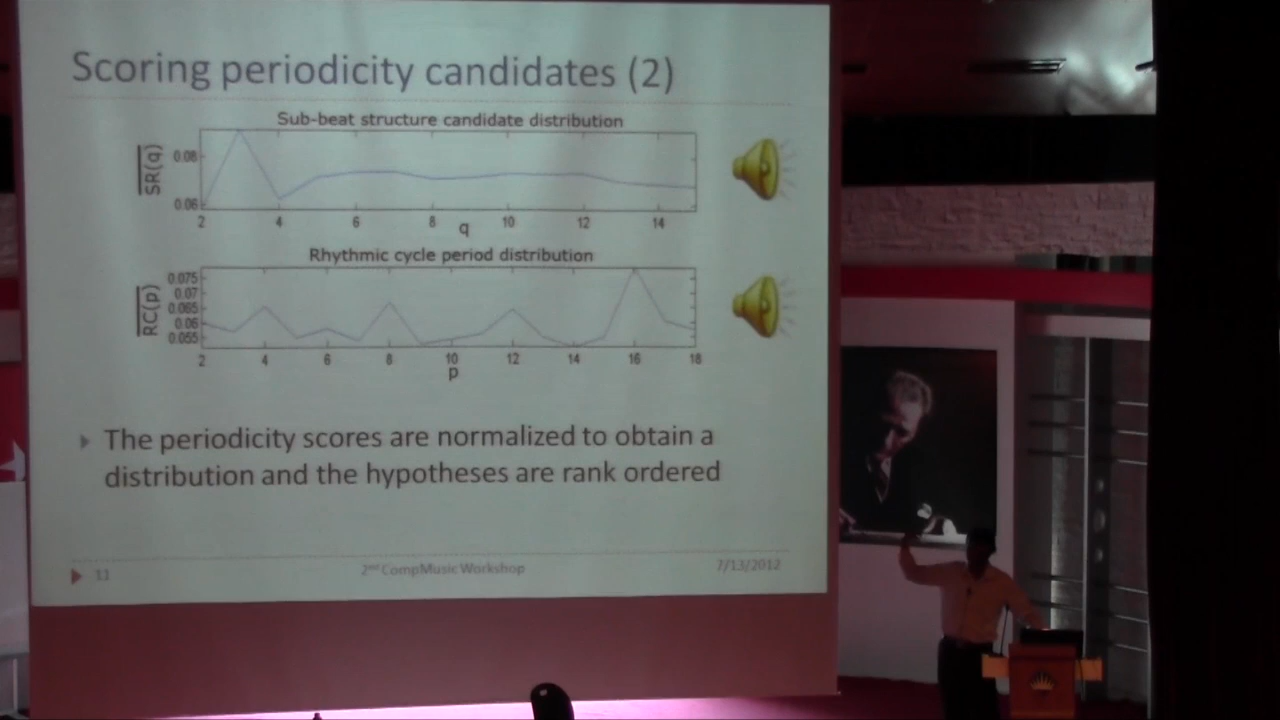 Scoring periodicity candidates (2)
Sub-beat structure candidate distribution
SR(q)
0.08
0.06
2 4 6 8 10 12 14
q
Rhythmic cycle period distribution
RC(p)
0.075
0.07
0.065
0.06
0.055
2 4 6 8 10 12 14 16 18
p
The periodicity scores are normalized to obtain a
distribution and the hypotheses are rank ordered
11 2nd CompMusic Workshop 7/13/2012